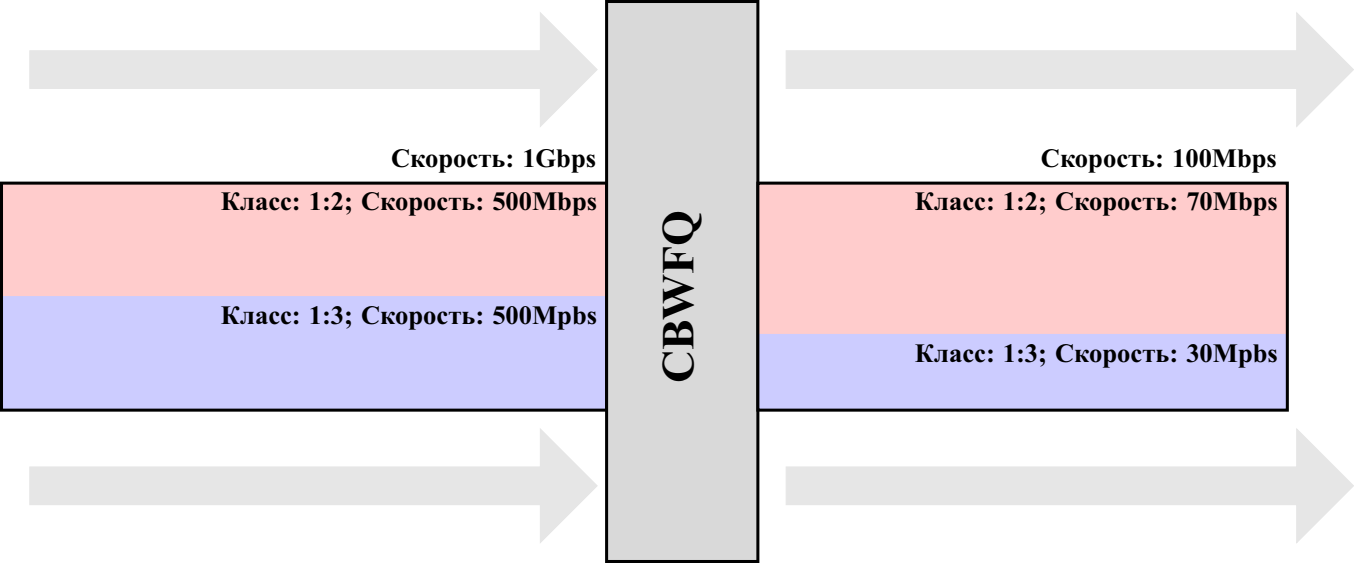 Скорость: 1Gbps
Класс: 1:2; Скорость: 500Mbps
Класс: 1:3; Скорость: 500Mpbs
CBWFQ
Скорость: 100Mbps
Класс: 1:2; Скорость: 70Mbps
Класс: 1:3; Скорость: 30Mpbs